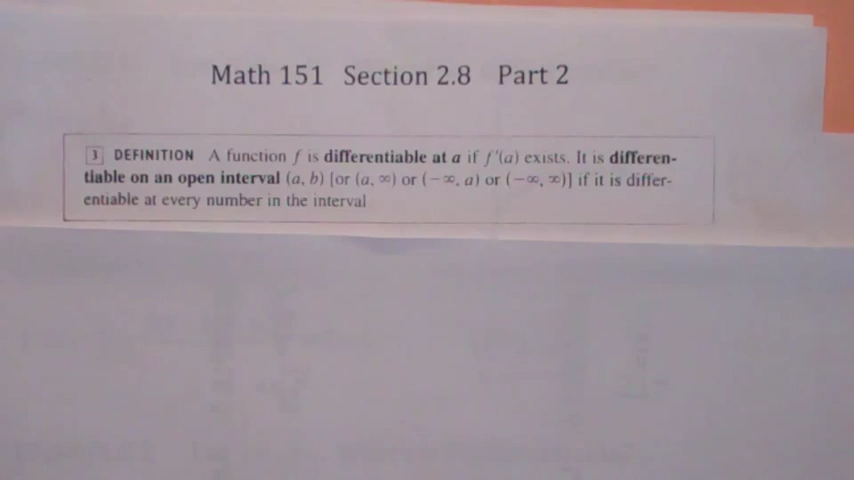 Math 151 Section 2.8 Part 2
3 DEFINITION A function f is differentiable at a if f′(a) exists. It is differen-
tiable on an open interval (a, b) [or (a, ∞) or (−∞, a) or (−∞, ∞)] if it is differ-
entiable at every number in the interval